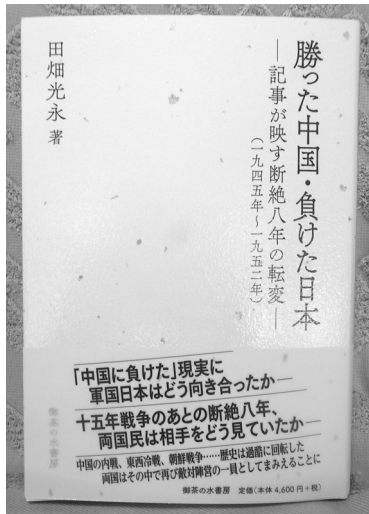 勝った中国・負けた日本
―記事が映す断絶八年の転変―
(一九四五年〜一九五二年)
田畑光永 著
「中国に負けた」現実に
軍国日本はどう向き合ったか―
十五年戦争のあとの断絶八年、
両国民は相手をどう見ていたか―
中国の内戦、東西冷戦、朝鮮戦争……歴史は過酷に回転した
両国はその中で再び敵対陣営の一員としてまみえることに
御茶の水書房
御茶の水書房 定価(本体 4,600円+税)